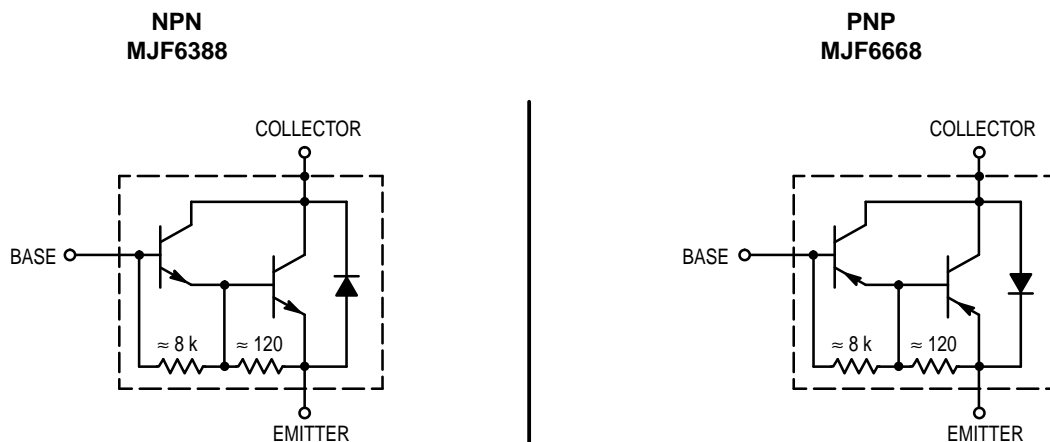 NPN
MJF6388
COLLECTOR
BASE
≈ 8 k
≈ 120
EMITTER
PNP
MJF6668
COLLECTOR
BASE
≈ 8 k
≈ 120
EMITTER